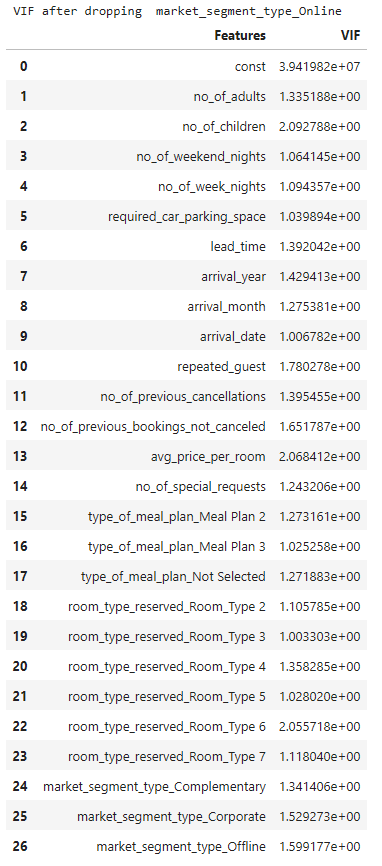 VIF after dropping  market_segment_type_Online
Features VIF
0 const 3.941982e+07
1 no_of_adults 1.335188e+00
2 no_of_children 2.092788e+00
3 no_of_weekend_nights 1.064145e+00
4 no_of_week_nights 1.094357e+00
5 required_car_parking_space 1.039894e+00
6 lead_time 1.392042e+00
7 arrival_year 1.429413e+00
8 arrival_month 1.275381e+00
9 arrival_date 1.006782e+00
10 repeated_guest 1.780278e+00
11 no_of_previous_cancellations 1.395455e+00
12 no_of_previous_bookings_not_canceled 1.651787e+00
13 avg_price_per_room 2.068412e+00
14 no_of_special_requests 1.243206e+00
15 type_of_meal_plan_Meal Plan 2 1.273161e+00
16 type_of_meal_plan_Meal Plan 3 1.025258e+00
17 type_of_meal_plan_Not Selected 1.271883e+00
18 room_type_reserved_Room_Type 2 1.105785e+00
19 room_type_reserved_Room_Type 3 1.003303e+00
20 room_type_reserved_Room_Type 4 1.358285e+00
21 room_type_reserved_Room_Type 5 1.028020e+00
22 room_type_reserved_Room_Type 6 2.055718e+00
23 room_type_reserved_Room_Type 7 1.118040e+00
24 market_segment_type_Complementary 1.341406e+00
25 market_segment_type_Corporate 1.529273e+00
26 market_segment_type_Offline 1.599177e+00